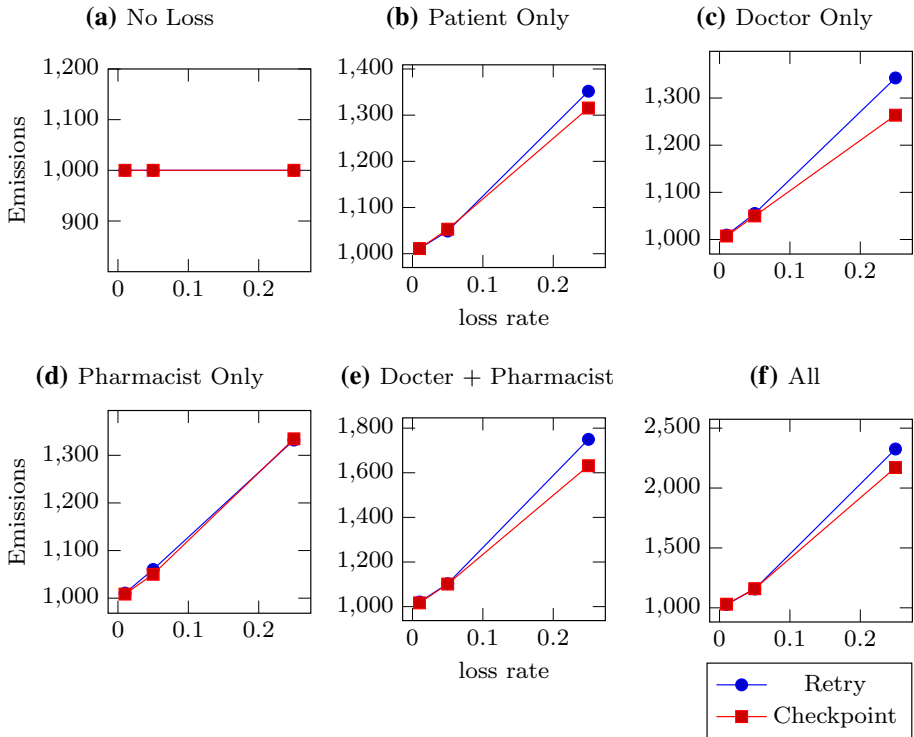 (a) No Loss
1,200
1,100
1,000
900
Emissions
0 0.1 0.2
(b) Patient Only
1,400
1,300
1,200
1,100
1,000
0 0.1 0.2
loss rate
(c) Doctor Only
1,300
1,200
1,100
1,000
0 0.1 0.2
(d) Pharmacist Only
1,300
1,200
1,100
1,000
Emissions
0 0.1 0.2
(e) Docter + Pharmacist
1,800
1,600
1,400
1,200
1,000
0 0.1 0.2
loss rate
(f) All
2,500
2,000
1,500
1,000
0 0.1 0.2
Retry
Checkpoint